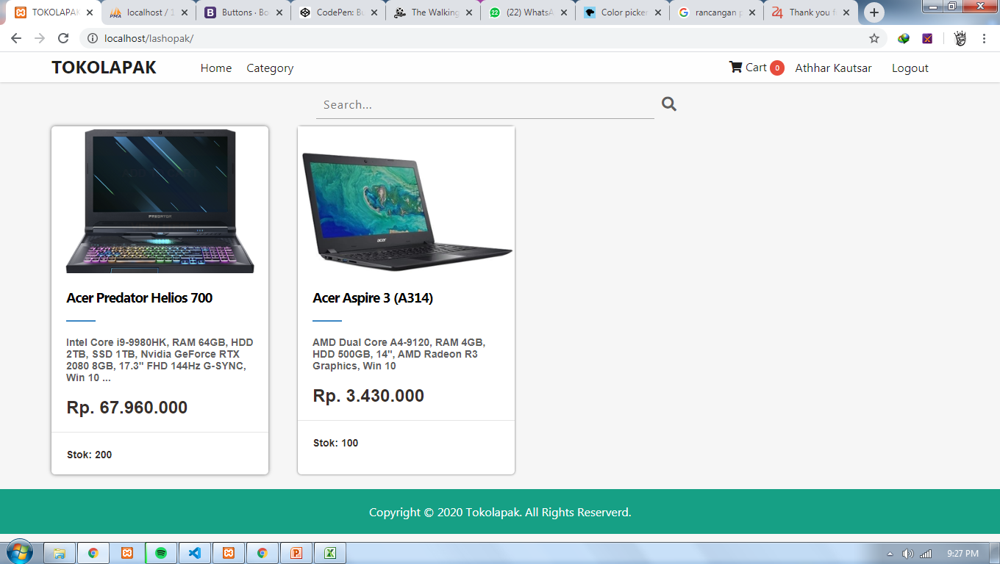 TOKOLAPAK
localhost / 1
Buttons · Bo
CodePen: Bu
The Walking
(22) WhatsA
Color picker
rancangan p
Thank you f
localhost/lashopak/
TOKOLAPAK Home Category Cart 0 Athhar Kautsar Logout
Search...
PREDATOR
acer
Acer Predator Helios 700
Intel Core i9-9980HK, RAM 64GB, HDD
2TB, SSD 1TB, Nvidia GeForce RTX
2080 8GB, 17.3" FHD 144Hz G-SYNC,
Win 10 ...
Rp. 67.960.000
Stok: 200
Acer Aspire 3 (A314)
AMD Dual Core A4-9120, RAM 4GB,
HDD 500GB, 14", AMD Radeon R3
Graphics, Win 10
Rp. 3.430.000
Stok: 100
Copyright © 2020 Tokolapak. All Rights Reserverd.
9:27 PM